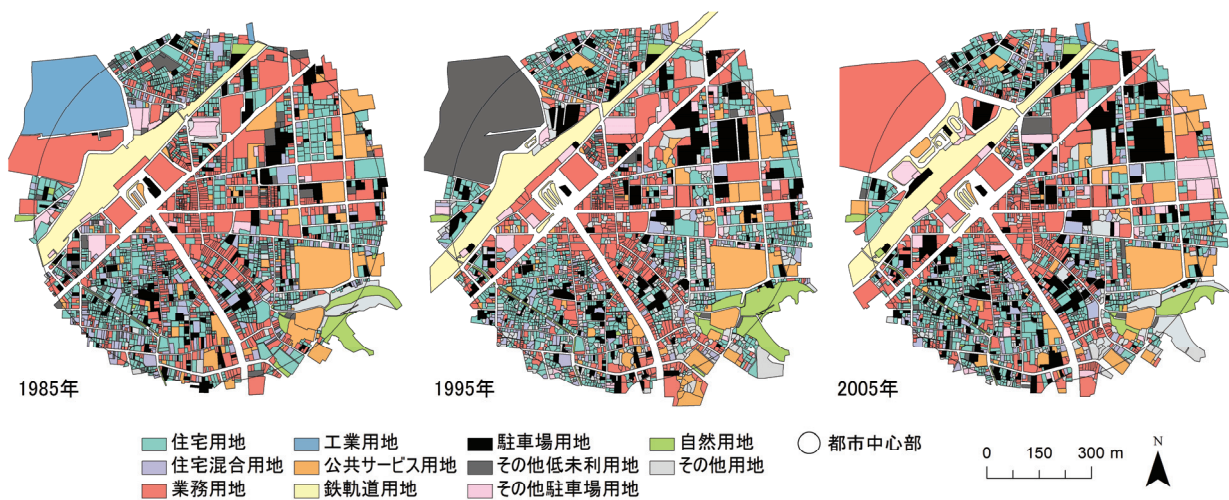 1985年
1995年
2005年
住宅用地
工業用地
駐車場用地
自然用地
都市中心部
住宅混合用地
公共サービス用地
その他低未利用地
その他用地
業務用地
鉄軌道用地
その他駐車場用地
0 150 300 m
N